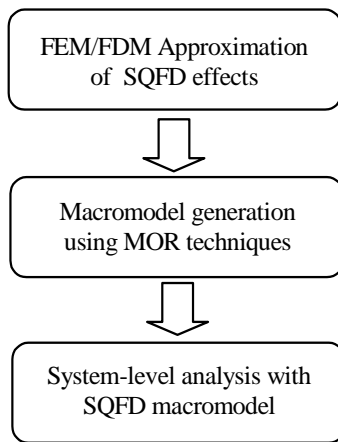 FEM/FDM Approximation
of SQFD effects
Macromodel generation
using MOR techniques
System-level analysis with
SQFD macromodel